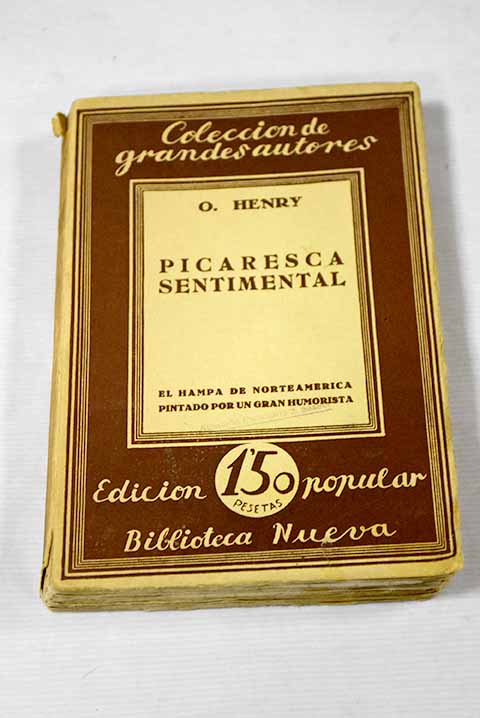 Coleccion de
grandes autores
O. HENRY
PICARESCA
SENTIMENTAL
EL HAMPA DE NORTEAMERICA
PINTADO POR UN GRAN HUMORISTA
Edicion 1'50 popular
PESETAS
Biblioteca Nueva